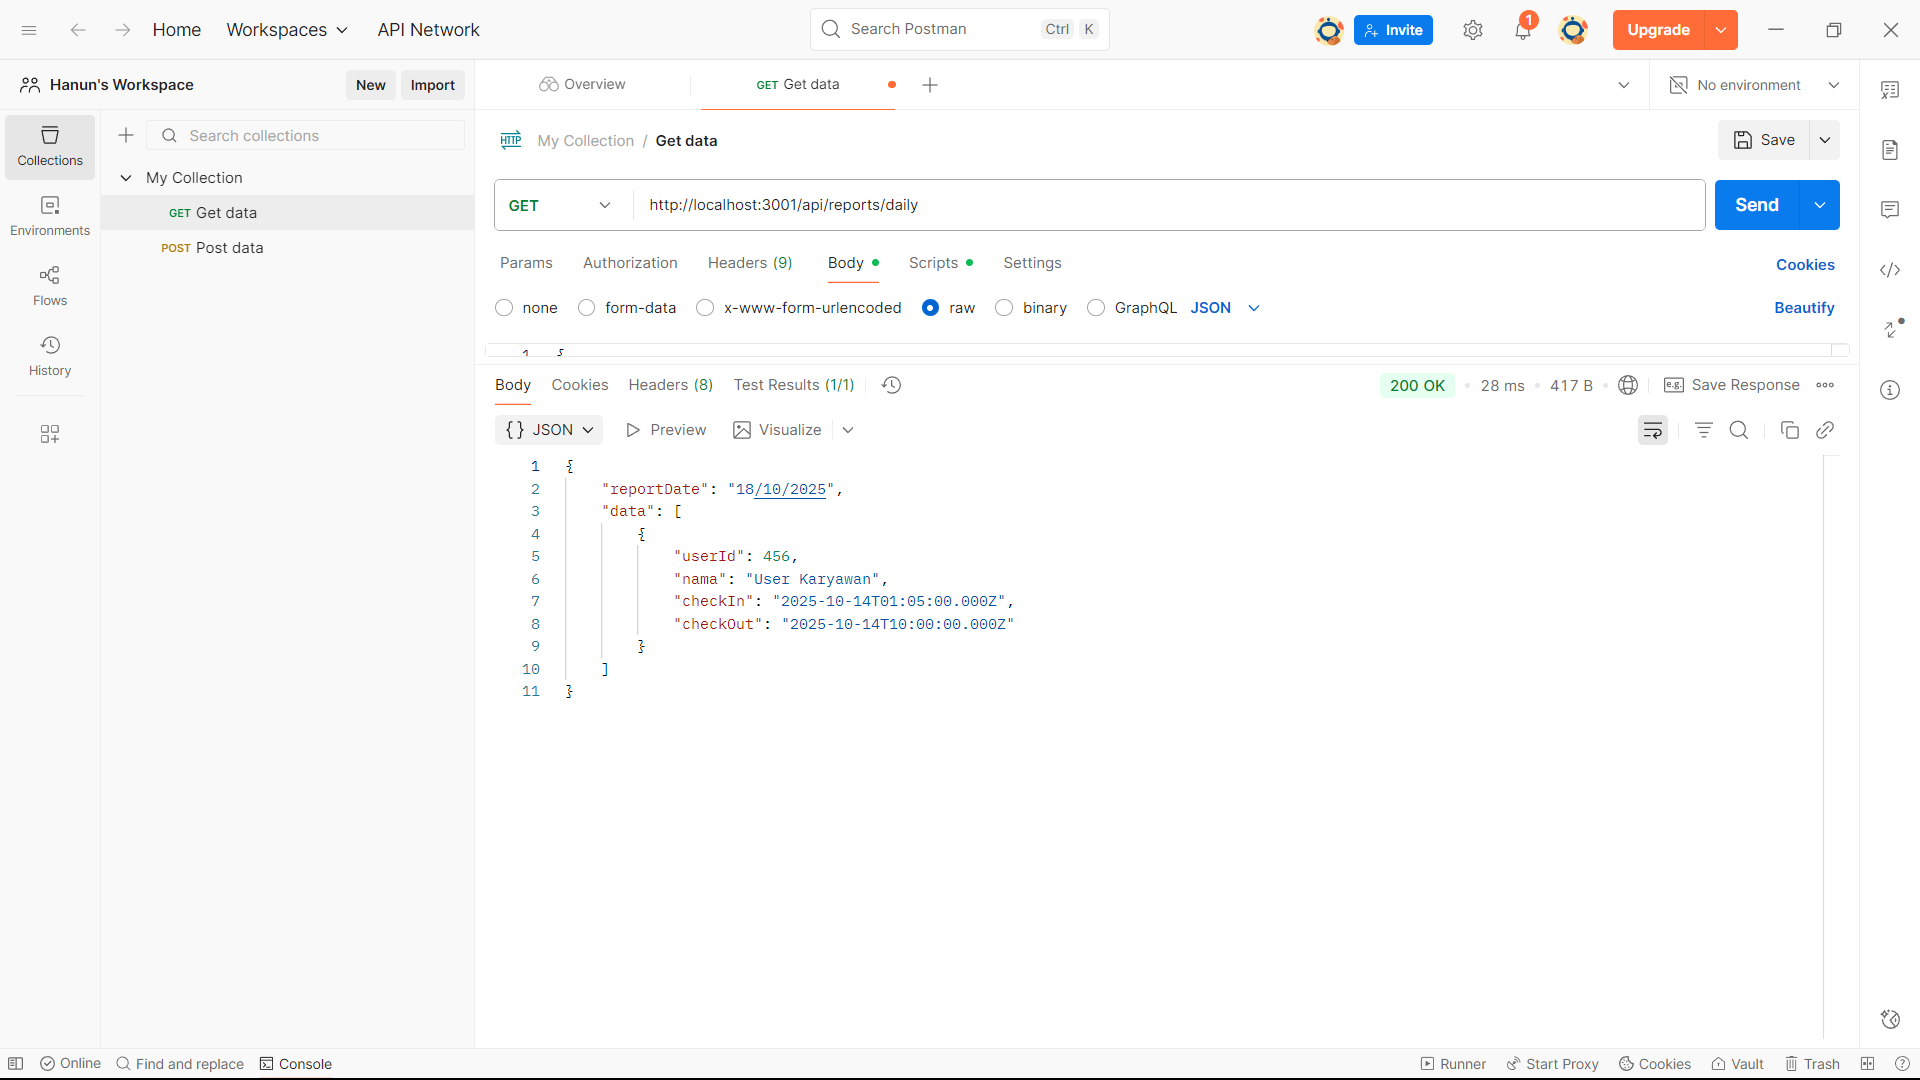 Home Workspaces API Network Search Postman Ctrl K Invite 1 Upgrade
Hanun's Workspace New Import Overview GET Get data No environment
Collections
Environments
Flows
History
Search collections
My Collection
GET Get data
POST Post data
HTTP My Collection / Get data Save
GET http://localhost:3001/api/reports/daily Send
Params Authorization Headers (9) Body Scripts Settings Cookies
none form-data x-www-form-urlencoded raw binary GraphQL JSON Beautify
1 {
Body Cookies Headers (8) Test Results (1/1) 200 OK 28 ms 417 B e.g. Save Response
{} JSON Preview Visualize
1 {
2 "reportDate": "18/10/2025",
3 "data": [
4 {
5 "userId": 456,
6 "nama": "User Karyawan",
7 "checkIn": "2025-10-14T01:05:00.000Z",
8 "checkOut": "2025-10-14T10:00:00.000Z"
9 }
10 ]
11 }
Online Find and replace Console Runner Start Proxy Cookies Vault Trash